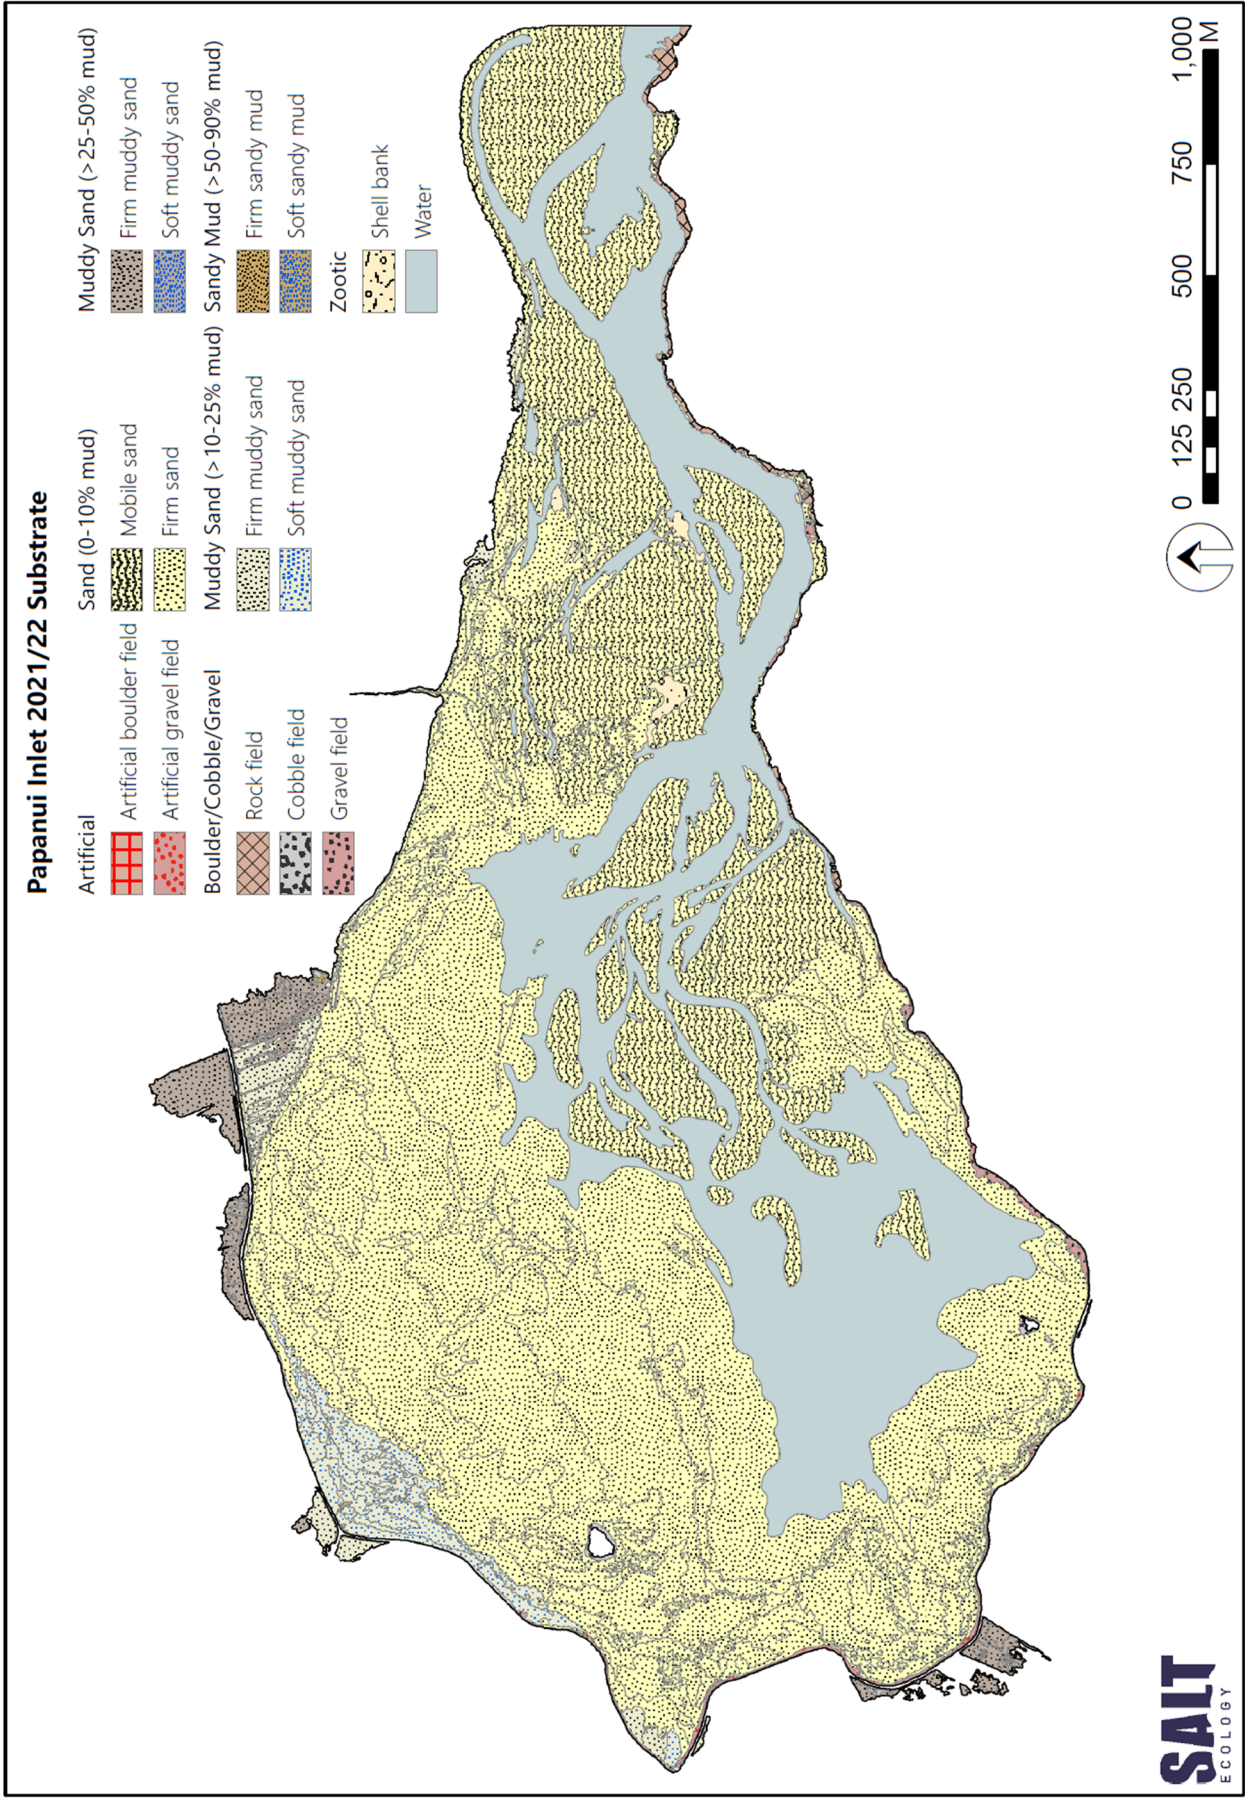 Papanui Inlet 2021/22 Substrate
Artificial
Artificial boulder field
Artificial gravel field
Boulder/Cobble/Gravel
Rock field
Cobble field
Gravel field
Sand (0-10% mud)
Mobile sand
Firm sand
Muddy Sand (>10-25% mud)
Firm muddy sand
Soft muddy sand
Muddy Sand (>25-50% mud)
Firm muddy sand
Soft muddy sand
Sandy Mud (>50-90% mud)
Firm sandy mud
Soft sandy mud
Zootic
Shell bank
Water
SALT
ECOLOGY
0 125 250 500 750 1,000
M